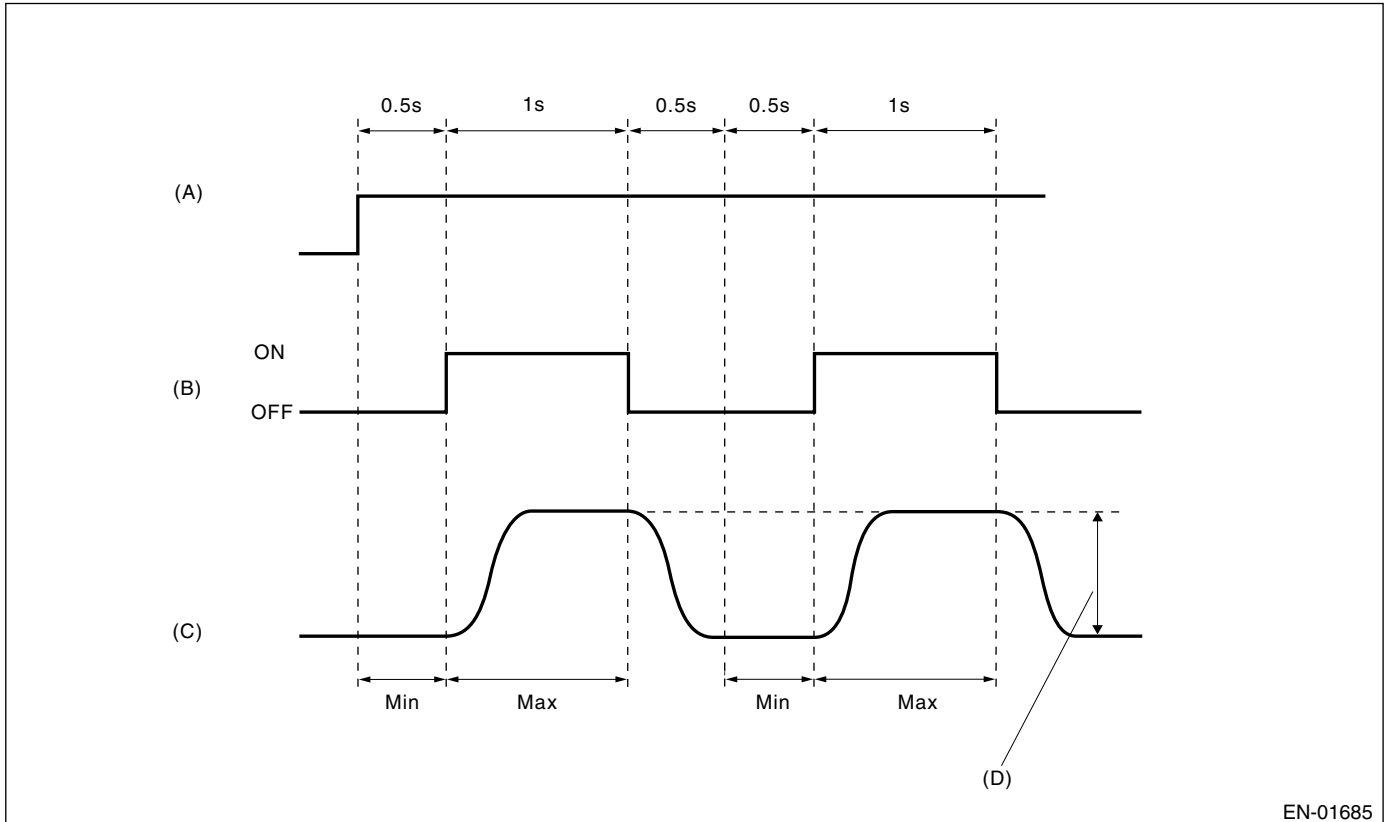 0.5s 1s 0.5s 0.5s 1s
(A)
ON
(B)
OFF
(C)
Min Max Min Max
(D)
EN-01685